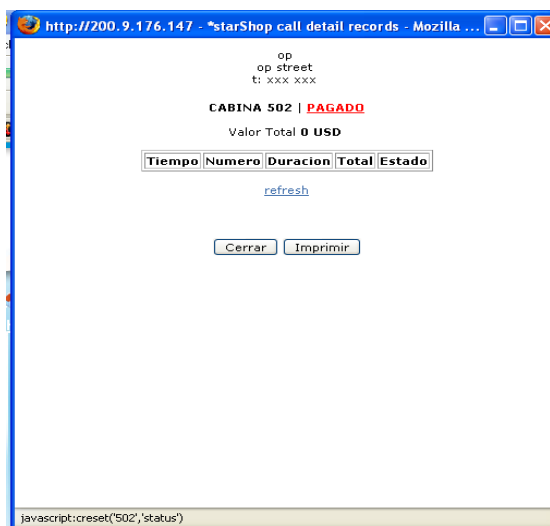 http://200.9.176.147 - *starShop call detail records - Mozilla ...
op
op street
t: xxx xxx
CABINA 502 | PAGADO
Valor Total 0 USD
Tiempo Numero Duracion Total Estado
refresh
Cerrar Imprimir
javascript:creset('502','status')